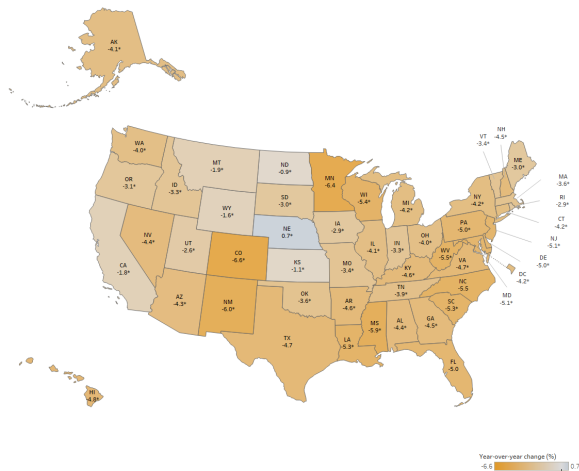 AK
-4.1*
WA
-4.0*
MT
-1.9*
ND
-0.9*
MN
-6.4
OR
-3.1*
ID
-3.3*
WY
-1.6*
SD
-3.0*
WI
-5.4*
MI
-4.2*
NY
-4.2*
VT
-3.4*
NH
-4.5*
ME
-3.0*
MA
-3.6*
RI
-2.9*
CT
-4.2*
NJ
-5.1*
DE
-5.0*
DC
-4.2*
MD
-5.1*
PA
-5.0*
NE
0.7*
IA
-2.9*
IL
-4.1*
IN
-3.3*
OH
-4.0*
NV
-4.4*
UT
-2.6*
CO
-6.6*
KS
-1.1*
MO
-3.4*
KY
-4.6*
WV
-5.5*
VA
-4.7*
CA
-1.8*
AZ
-4.3*
NM
-6.0*
OK
-3.6*
AR
-4.6*
TN
-3.9*
NC
-5.5
SC
-5.3*
TX
-4.7
LA
-5.3*
MS
-5.9*
AL
-4.4*
GA
-4.5*
FL
-5.0
HI
-4.8*
Year-over-year change (%)
-6.6 0.7